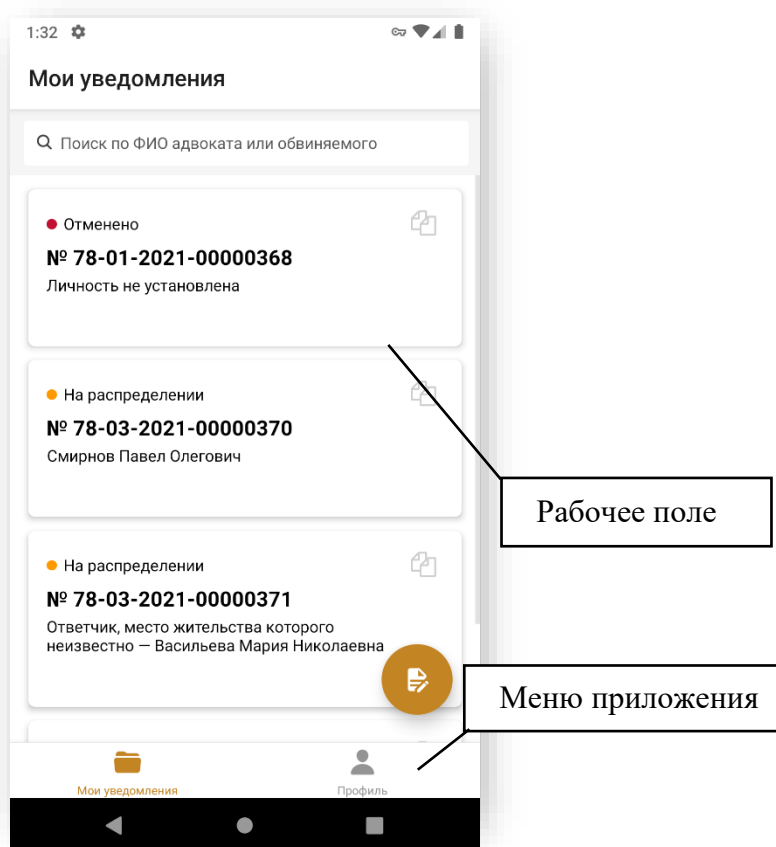 1:32
Мои уведомления
Поиск по ФИО адвоката или обвиняемого
Отменено
№ 78-01-2021-00000368
Личность не установлена
На распределении
№ 78-03-2021-00000370
Смирнов Павел Олегович
Рабочее поле
На распределении
№ 78-03-2021-00000371
Ответчик, место жительства которого
неизвестно — Васильева Мария Николаевна
Меню приложения
Мои уведомления
Профиль